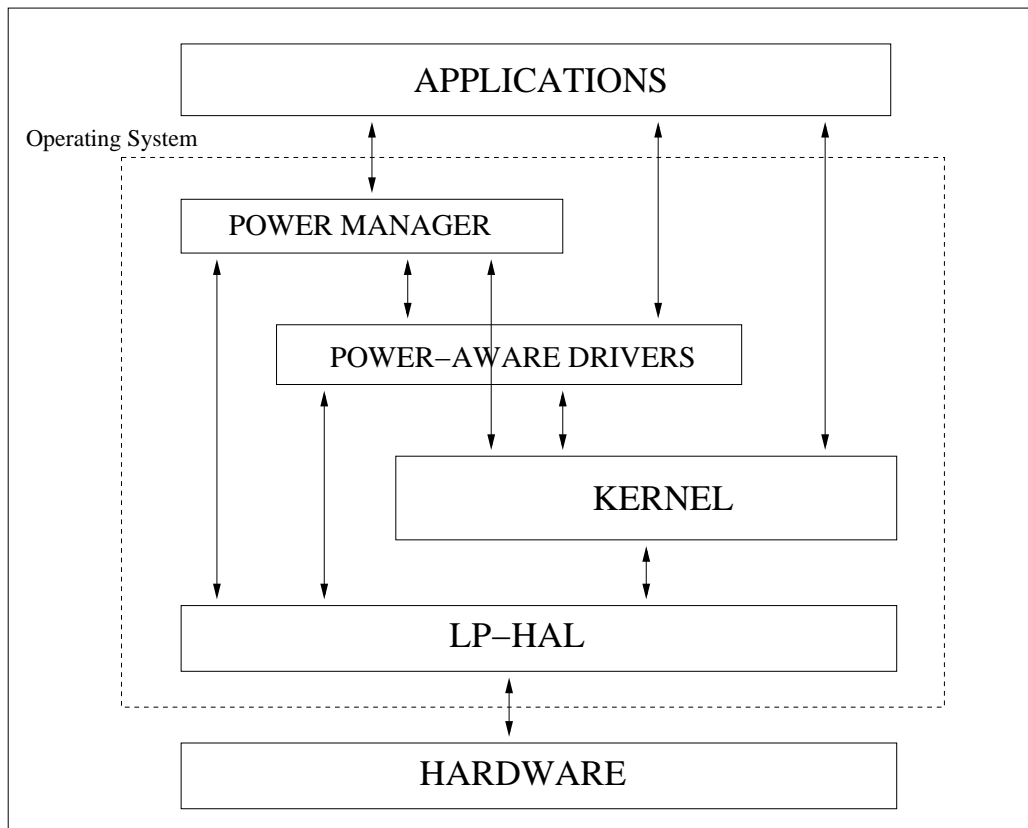 APPLICATIONS
Operating System
POWER MANAGER
POWER–AWARE DRIVERS
KERNEL
LP–HAL
HARDWARE